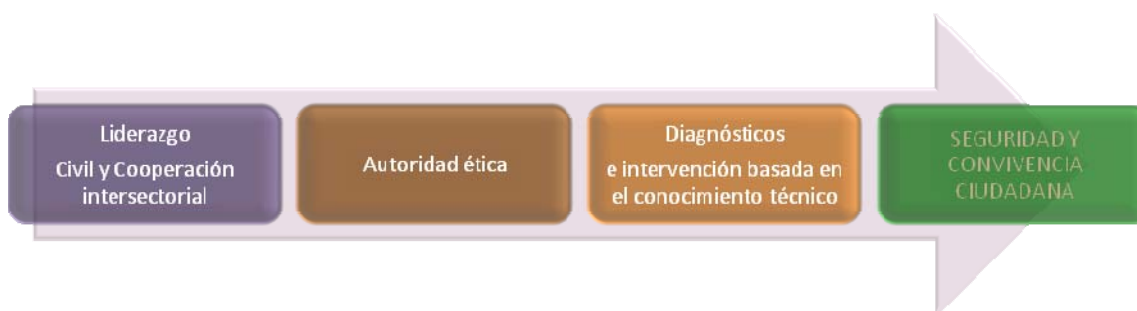 Liderazgo
Civil y Cooperación
intersectorial
Autoridad ética
Diagnósticos
e intervención basada en
el conocimiento técnico
SEGURIDAD Y
CONVIVENCIA
CIUDADANA